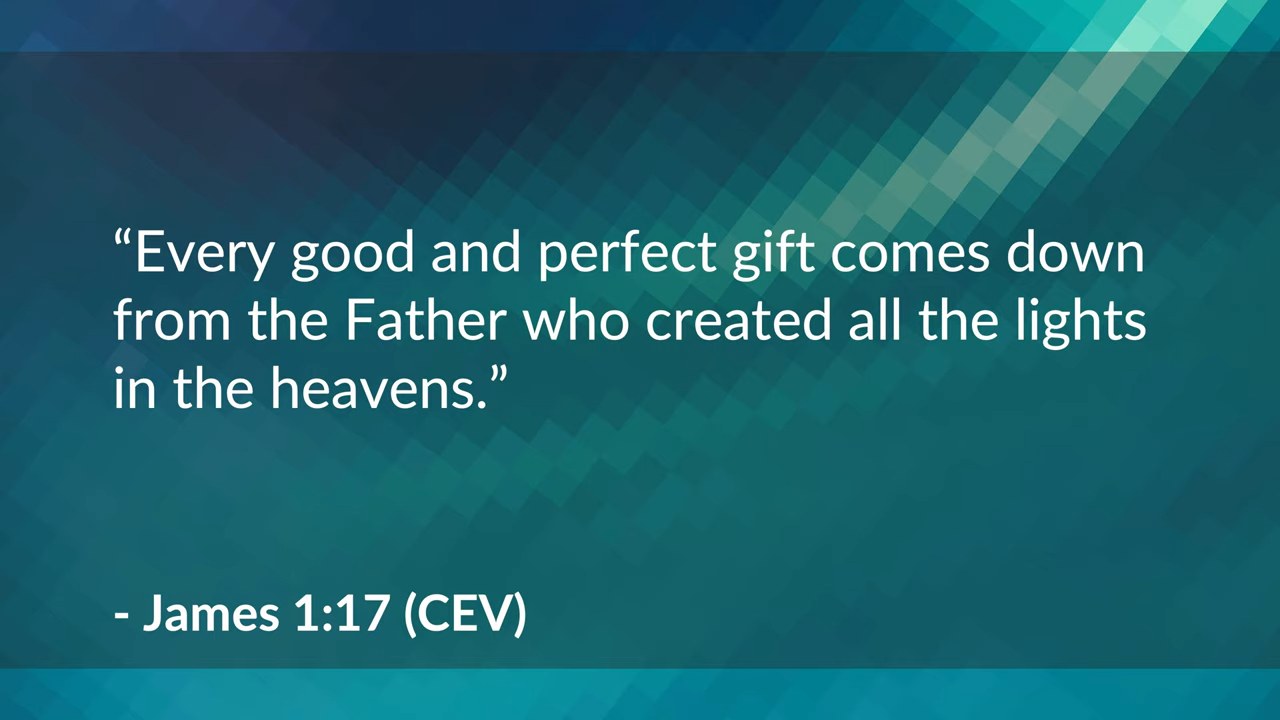 “Every good and perfect gift comes down
from the Father who created all the lights
in the heavens.”
- James 1:17 (CEV)